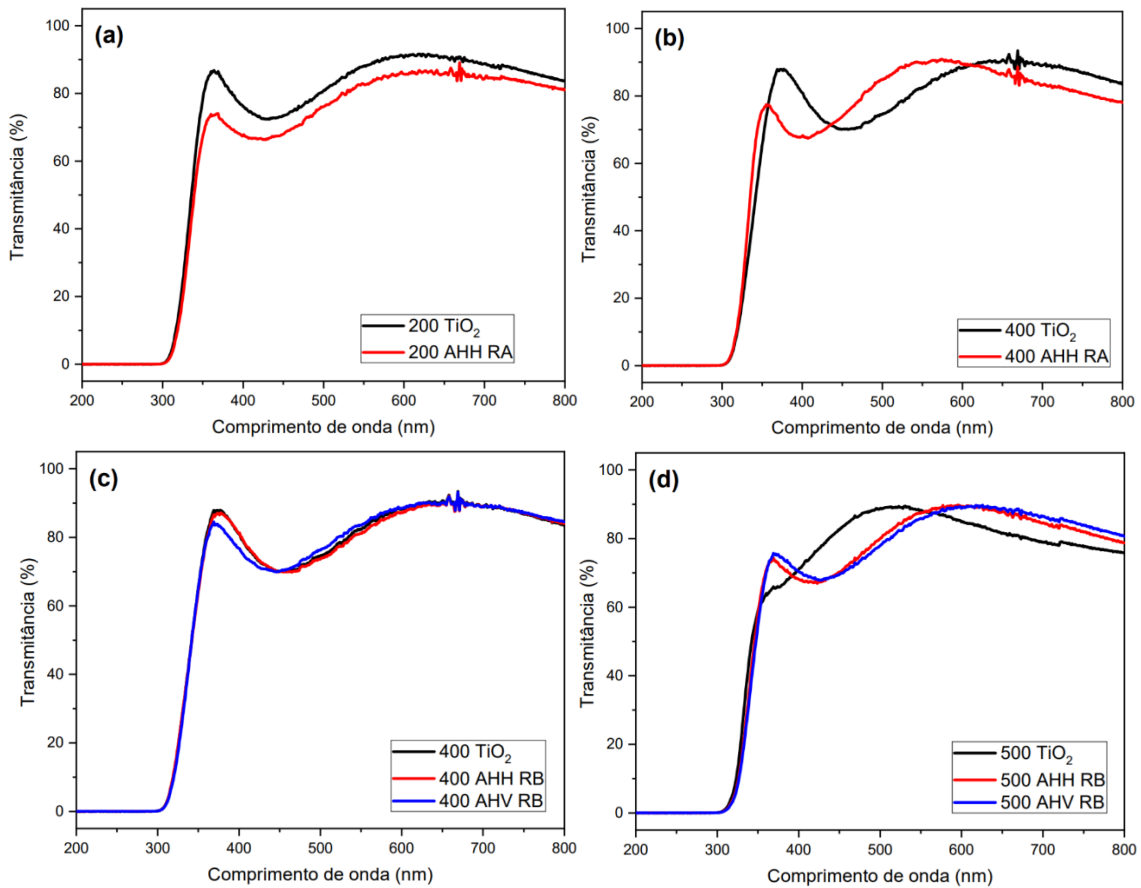 (a)
Transmitância (%)
100
80
60
40
20
0
200 TiO₂
200 AHH RA
200 300 400 500 600 700 800
Comprimento de onda (nm)
(b)
Transmitância (%)
100
80
60
40
20
0
400 TiO₂
400 AHH RA
200 300 400 500 600 700 800
Comprimento de onda (nm)
(c)
Transmitância (%)
100
80
60
40
20
0
400 TiO₂
400 AHH RB
400 AHV RB
200 300 400 500 600 700 800
Comprimento de onda (nm)
(d)
Transmitância (%)
100
80
60
40
20
0
500 TiO₂
500 AHH RB
500 AHV RB
200 300 400 500 600 700 800
Comprimento de onda (nm)